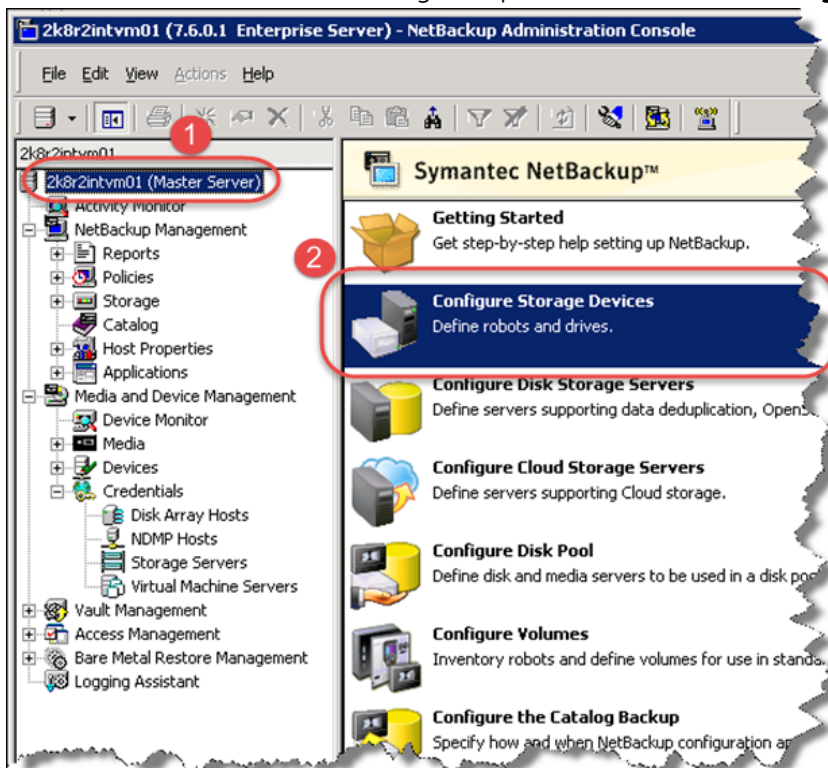 2k8r2intvm01 (7.6.0.1 Enterprise Server) - NetBackup Administration Console
File Edit View Actions Help
1
2k8r2intvm01
2k8r2intvm01 (Master Server)
Activity Monitor
NetBackup Management
Reports
Policies
Storage
Catalog
Host Properties
Applications
Media and Device Management
Device Monitor
Media
Devices
Credentials
Disk Array Hosts
NDMP Hosts
Storage Servers
Virtual Machine Servers
Vault Management
Access Management
Bare Metal Restore Management
Logging Assistant
Symantec NetBackup™
Getting Started
Get step-by-step help setting up NetBackup.
2
Configure Storage Devices
Define robots and drives.
Configure Disk Storage Servers
Define servers supporting data deduplication,
Configure Cloud Storage Servers
Define servers supporting Cloud storage.
Configure Disk Pool
Define disk and media servers to be used in a disk
Configure Volumes
Inventory robots and define volumes for use in
Configure the Catalog Backup
Specify how and when NetBackup configuration